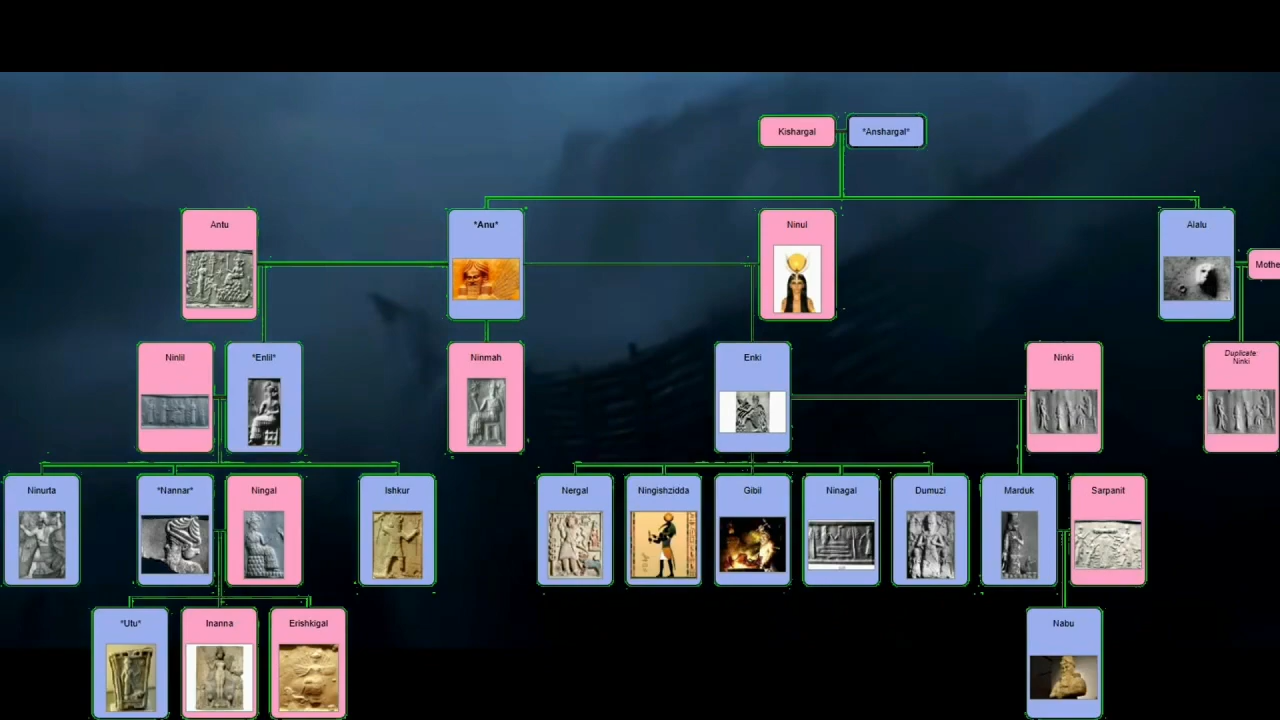 Kishargal
*Anshargal*
Antu
*Anu*
Ninul
Alalu
Mothe
Ninlil
*Enlil*
Ninmah
Enki
Ninki
Duplicate:
Ninki
Ninurta
*Nannar*
Ningal
Ishkur
Nergal
Ningishzidda
Gibil
Ninagal
Dumuzi
Marduk
Sarpanit
*Utu*
Inanna
Erishkigal
Nabu